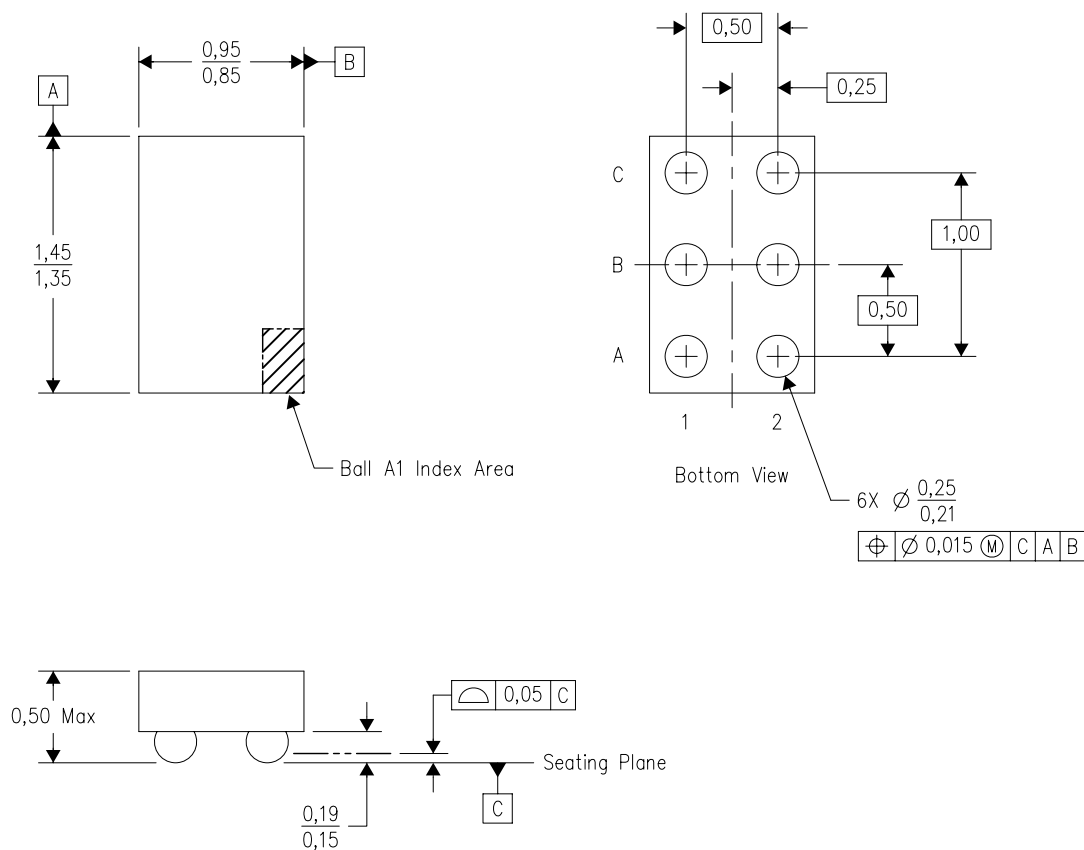 0,50
0,95
0,85
B
A
0,25
C
1,45
1,35
1,00
B
0,50
A
1 2
Ball A1 Index Area
Bottom View
6X Ø 0,25
0,21
⌖ Ø 0,015 Ⓜ C A B
0,50 Max
⌓ 0,05 C
Seating Plane
C
0,19
0,15